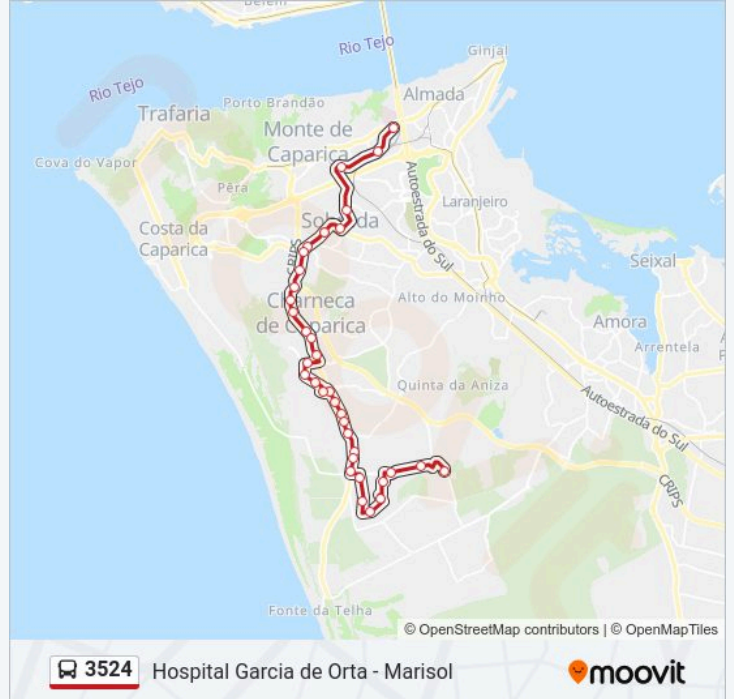 Belém
Rio Tejo
Ginjal
Rio Tejo
Porto Brandão
Almada
Trafaria
Monte de
Caparica
Cova do Vapor
Pêra
Autoestrada do Sul
Laranjeiro
Costa da
Caparica
CRIPS
Seixal
Charneca
de Caparica
Alto do Moinho
Amora
Arrentela
Quinta da Aniza
Autoestrada do Sul
CRIPS
Fonte da Telha
© OpenStreetMap contributors | © OpenMapTiles
3524 Hospital Garcia de Orta - Marisol
moovit